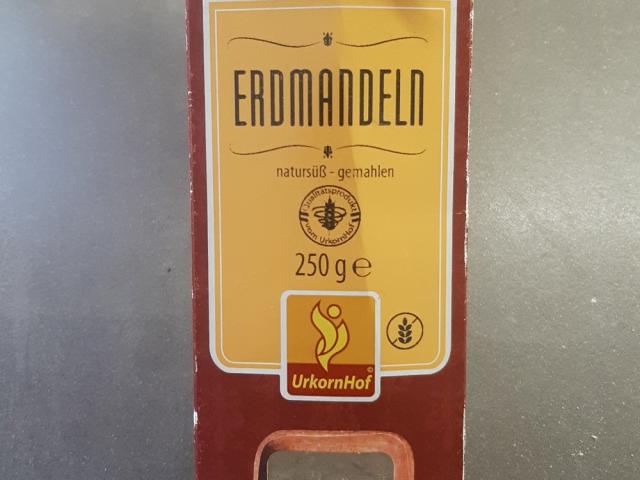 ERDMANDELN
natursüß - gemahlen
Qualitätsprodukt
vom UrkornHof
250 g e
UrkornHof©